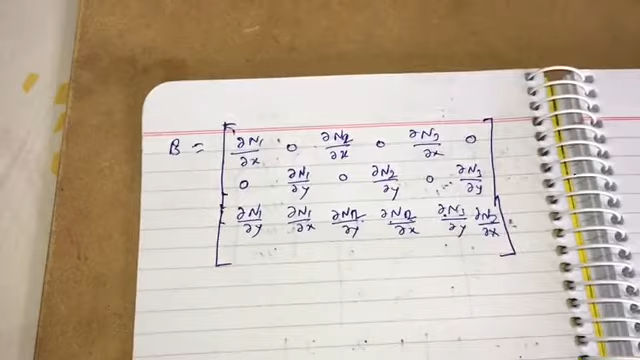 B = [ ∂N₁/∂x 0 ∂N₂/∂x 0 ∂N₃/∂x 0
0 ∂N₁/∂y 0 ∂N₂/∂y 0 ∂N₃/∂y
∂N₁/∂y ∂N₁/∂x ∂N₂/∂y ∂N₂/∂x ∂N₃/∂y ∂N₃/∂x ]